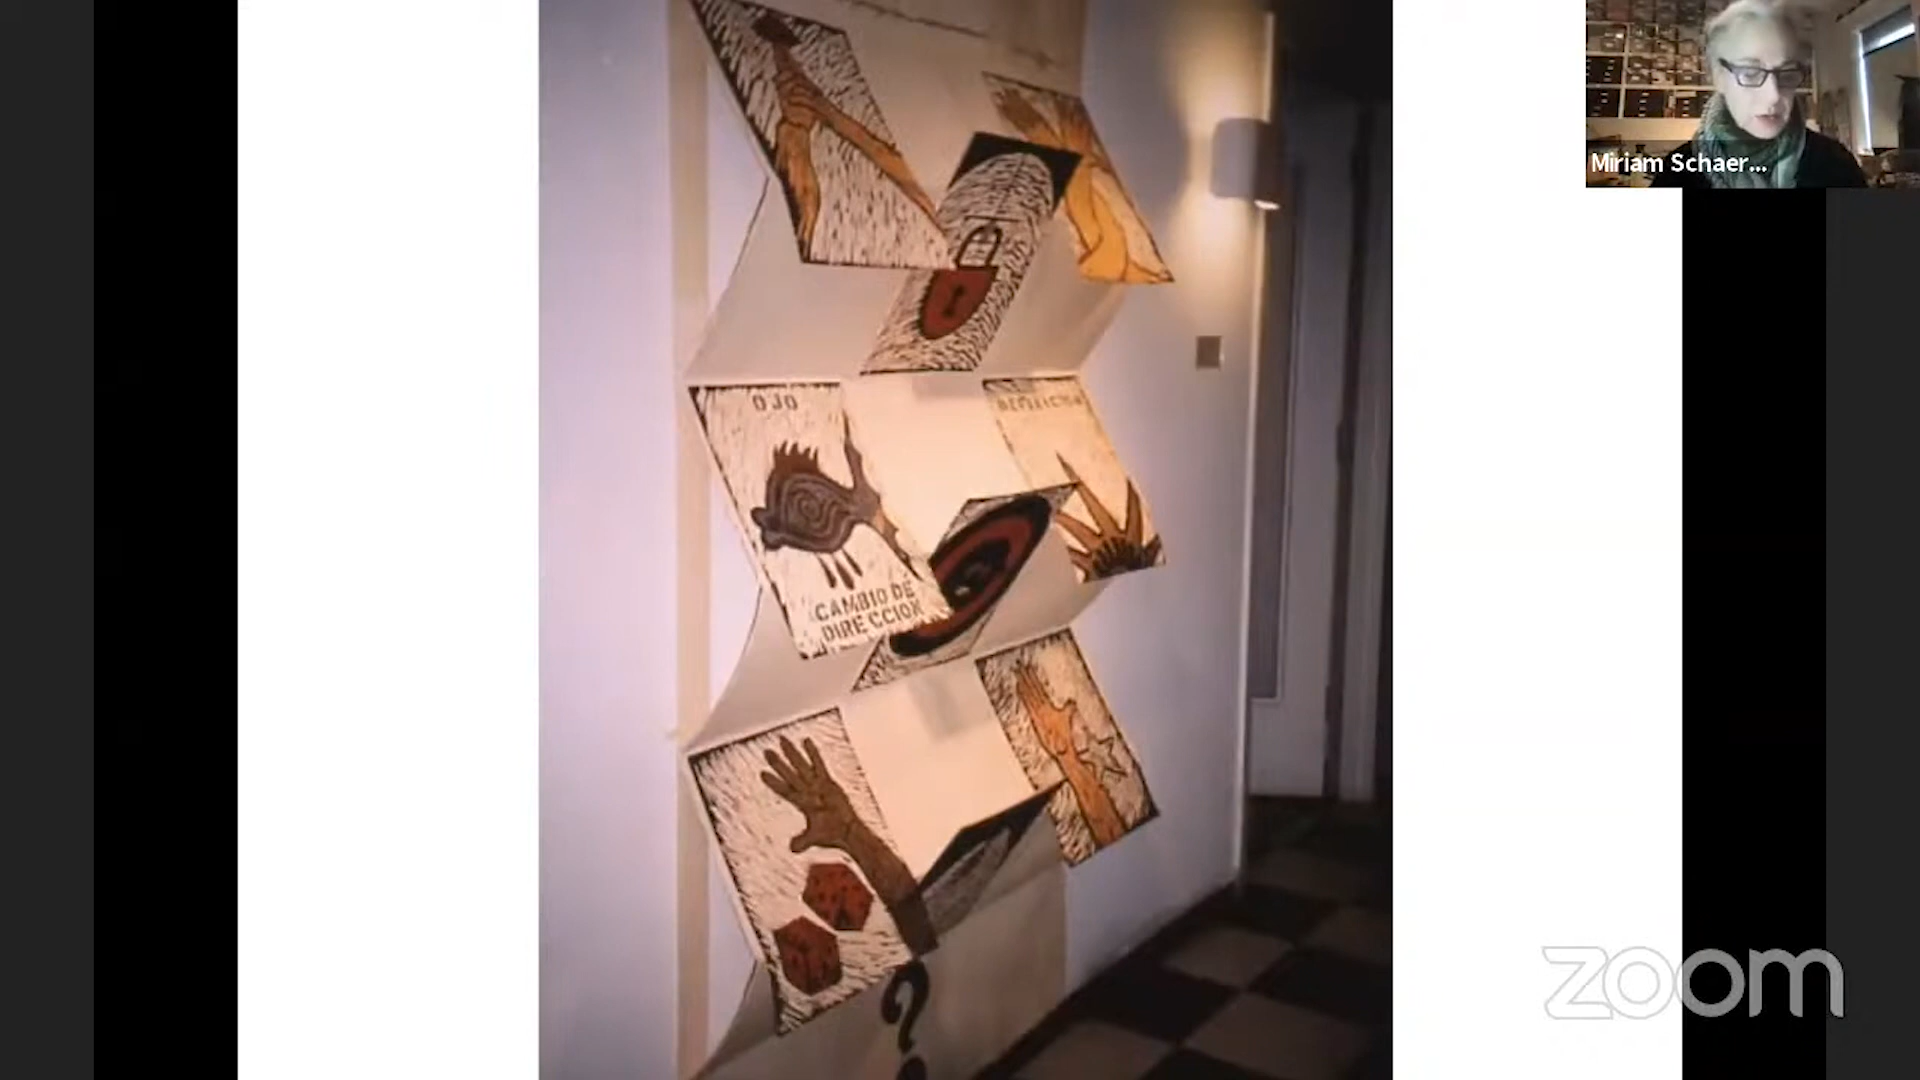 Miriam Schaer...
OJO
CAMBIO DE
DIRECCION
?
zoom